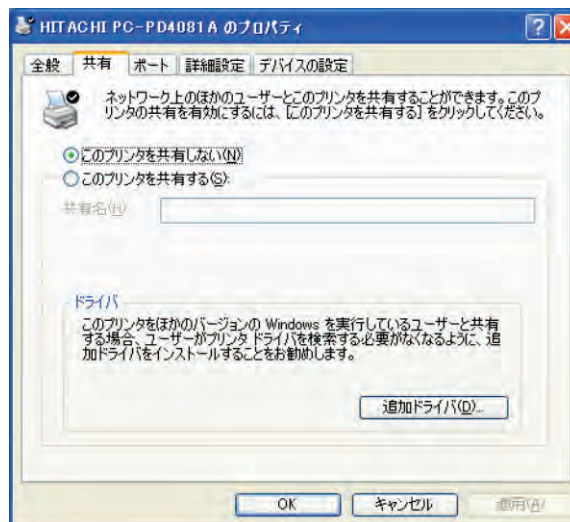 HITACHI PC-PD4081A のプロパティ
全般 共有 ポート 詳細設定 デバイスの設定
ネットワーク上のほかのユーザーとこのプリンタを共有することができます。このプ
リンタの共有を有効にするには、[このプリンタを共有する] をクリックしてください。
このプリンタを共有しない(N)
このプリンタを共有する(S):
共有名(H)
ドライバ
このプリンタをほかのバージョンの Windows を実行しているユーザーと共有
する場合、ユーザーがプリンタ ドライバを検索する必要がなくなるように、追
加ドライバをインストールすることをお勧めします。
追加ドライバ(D)...
OK キャンセル 適用(A)